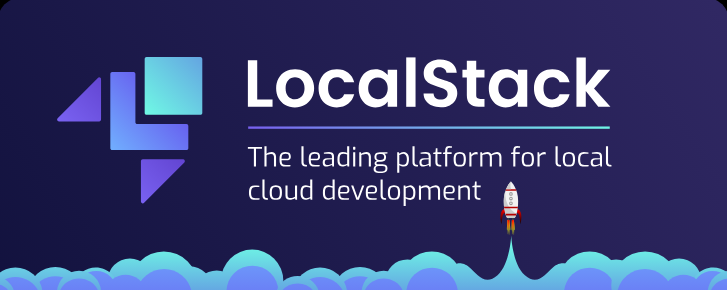 LocalStack
The leading platform for local
cloud development